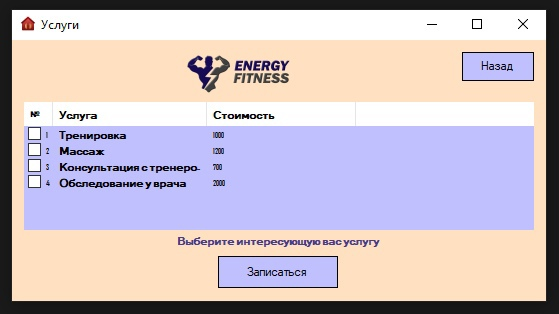 Услуги
ENERGY
FITNESS
Назад
№ Услуга Стоимость
1 Тренировка 1000
2 Массаж 1200
3 Консультация с тренеро- 700
4 Обследование у врача 2000
Выберите интересующую вас услугу
Записаться